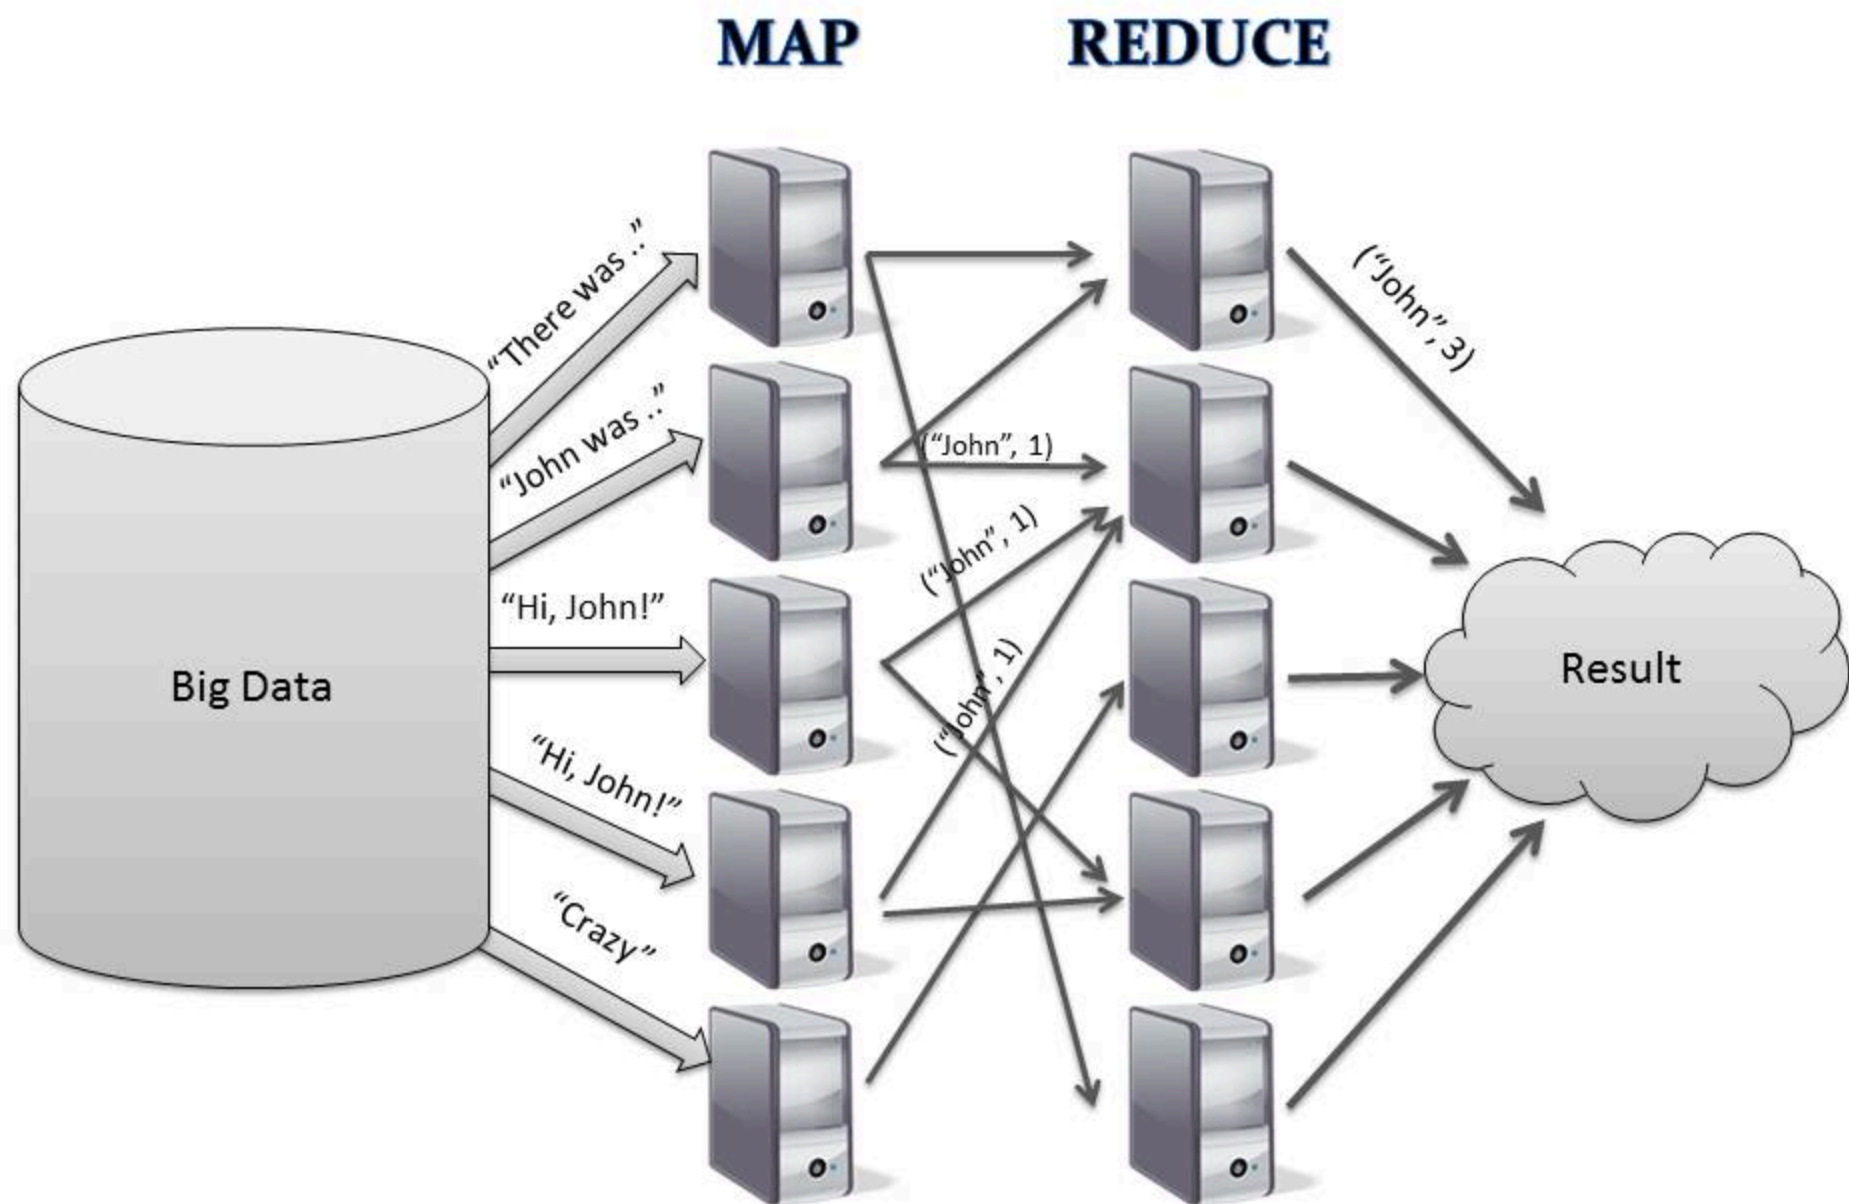 MAP
REDUCE
“There was ..”
“John was ..”
“Hi, John!”
“Hi, John!”
“Crazy”
Big Data
(“John”, 1)
(“John”, 1)
(“John”, 1)
(“John”, 3)
Result